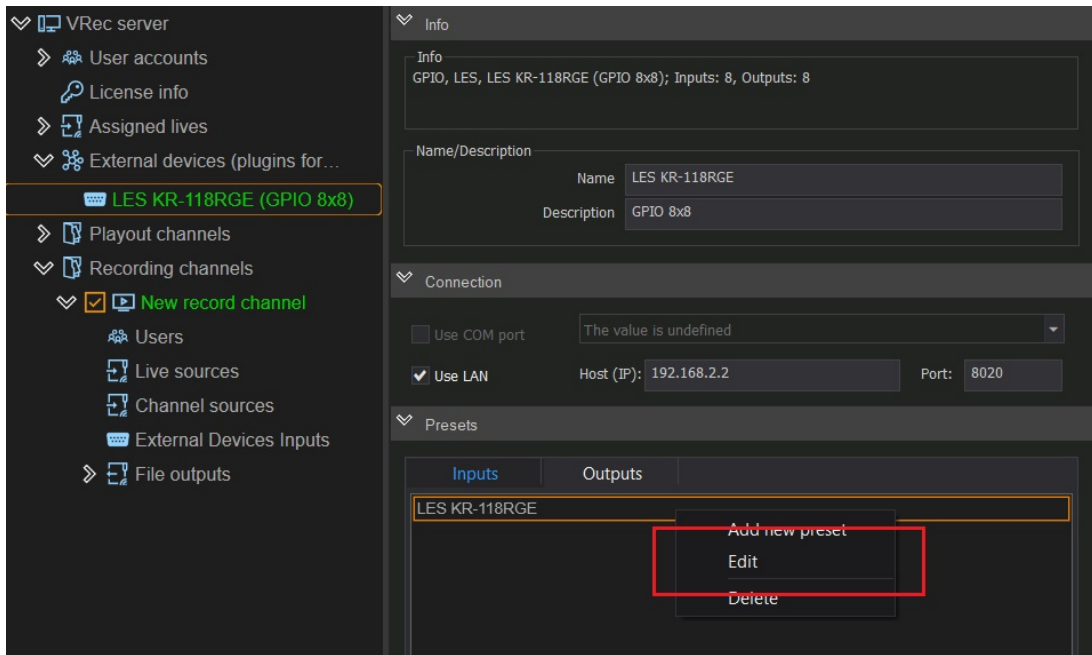 VRec server
User accounts
License info
Assigned lives
External devices (plugins for...
LES KR-118RGE (GPIO 8x8)
Playout channels
Recording channels
New record channel
Users
Live sources
Channel sources
External Devices Inputs
File outputs
Info
Info
GPIO, LES, LES KR-118RGE (GPIO 8x8); Inputs: 8, Outputs: 8
Name/Description
Name LES KR-118RGE
Description GPIO 8x8
Connection
Use COM port The value is undefined
Use LAN Host (IP): 192.168.2.2 Port: 8020
Presets
Inputs Outputs
LES KR-118RGE
Add new preset
Edit
Delete